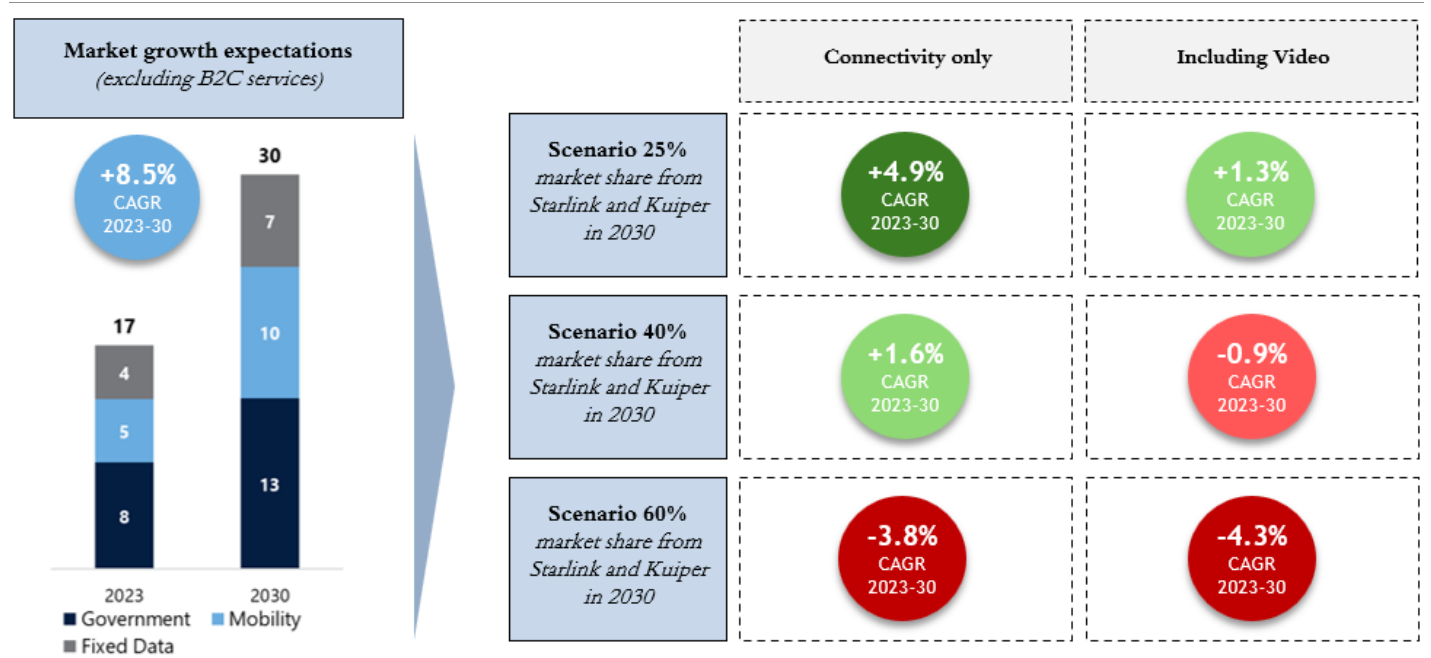 Market growth expectations
(excluding B2C services)
+8.5%
CAGR
2023-30
17
4
5
8
2023
30
7
10
13
2030
Government
Mobility
Fixed Data
Connectivity only
Including Video
Scenario 25%
market share from
Starlink and Kuiper
in 2030
+4.9%
CAGR
2023-30
+1.3%
CAGR
2023-30
Scenario 40%
market share from
Starlink and Kuiper
in 2030
+1.6%
CAGR
2023-30
-0.9%
CAGR
2023-30
Scenario 60%
market share from
Starlink and Kuiper
in 2030
-3.8%
CAGR
2023-30
-4.3%
CAGR
2023-30